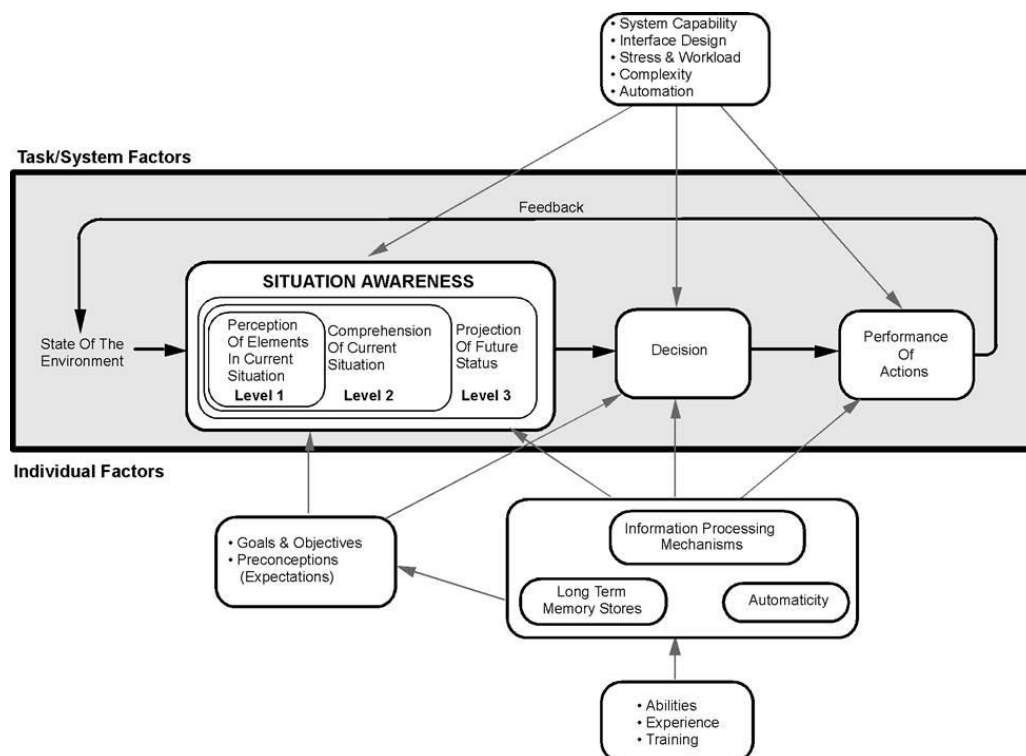 • System Capability
• Interface Design
• Stress & Workload
• Complexity
• Automation
Task/System Factors
Feedback
SITUATION AWARENESS
Perception
Of Elements
In Current
Situation
Level 1
Comprehension
Of Current
Situation
Level 2
Projection
Of Future
Status
Level 3
State Of The
Environment
Decision
Performance
Of
Actions
Individual Factors
• Goals & Objectives
• Preconceptions
(Expectations)
Information Processing
Mechanisms
Long Term
Memory Stores
Automaticity
• Abilities
• Experience
• Training